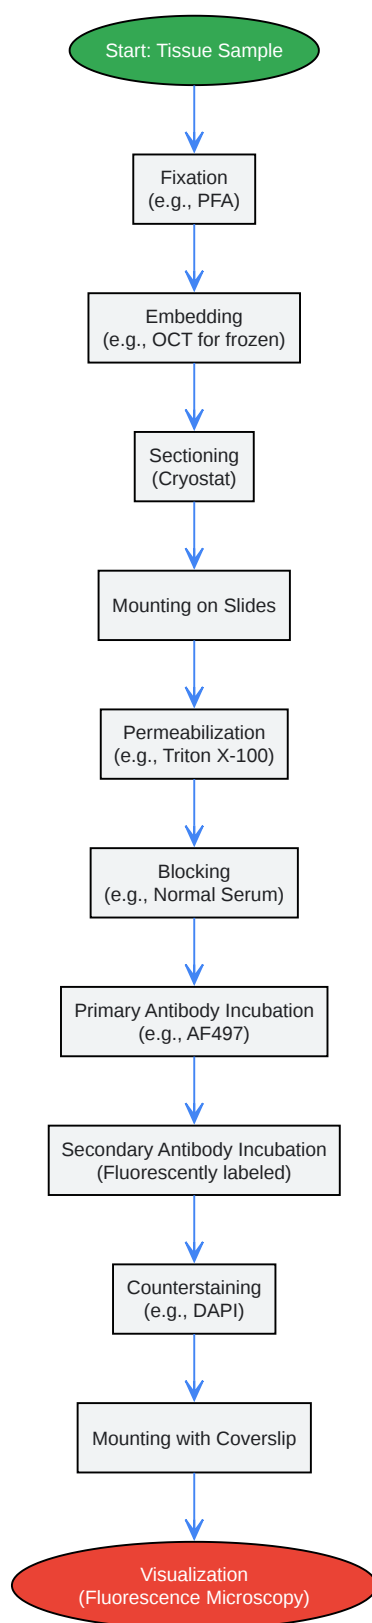 Start: Tissue Sample
Fixation
(e.g., PFA)
Embedding
(e.g., OCT for frozen)
Sectioning
(Cryostat)
Mounting on Slides
Permeabilization
(e.g., Triton X-100)
Blocking
(e.g., Normal Serum)
Primary Antibody Incubation
(e.g., AF497)
Secondary Antibody Incubation
(Fluorescently labeled)
Counterstaining
(e.g., DAPI)
Mounting with Coverslip
Visualization
(Fluorescence Microscopy)